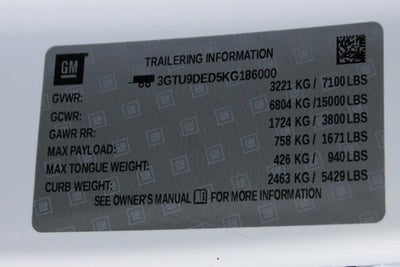 GM
TRAILERING INFORMATION
3GTU9DED5KG186000
GVWR: 3221 KG / 7100 LBS
GCWR: 6804 KG /15000 LBS
GAWR RR: 1724 KG / 3800 LBS
MAX PAYLOAD: 758 KG / 1671 LBS
MAX TONGUE WEIGHT: 426 KG / 940 LBS
CURB WEIGHT: 2463 KG / 5429 LBS
SEE OWNER'S MANUAL FOR MORE INFORMATION